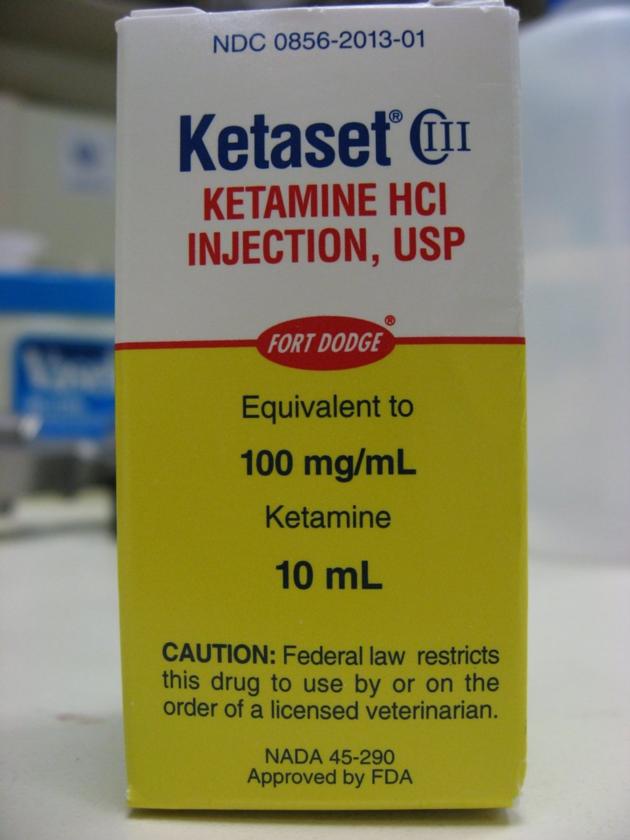 NDC 0856-2013-01
Ketaset® CIII
KETAMINE HCl
INJECTION, USP
FORT DODGE®
Equivalent to
100 mg/mL
Ketamine
10 mL
CAUTION: Federal law restricts
this drug to use by or on the
order of a licensed veterinarian.
NADA 45-290
Approved by FDA